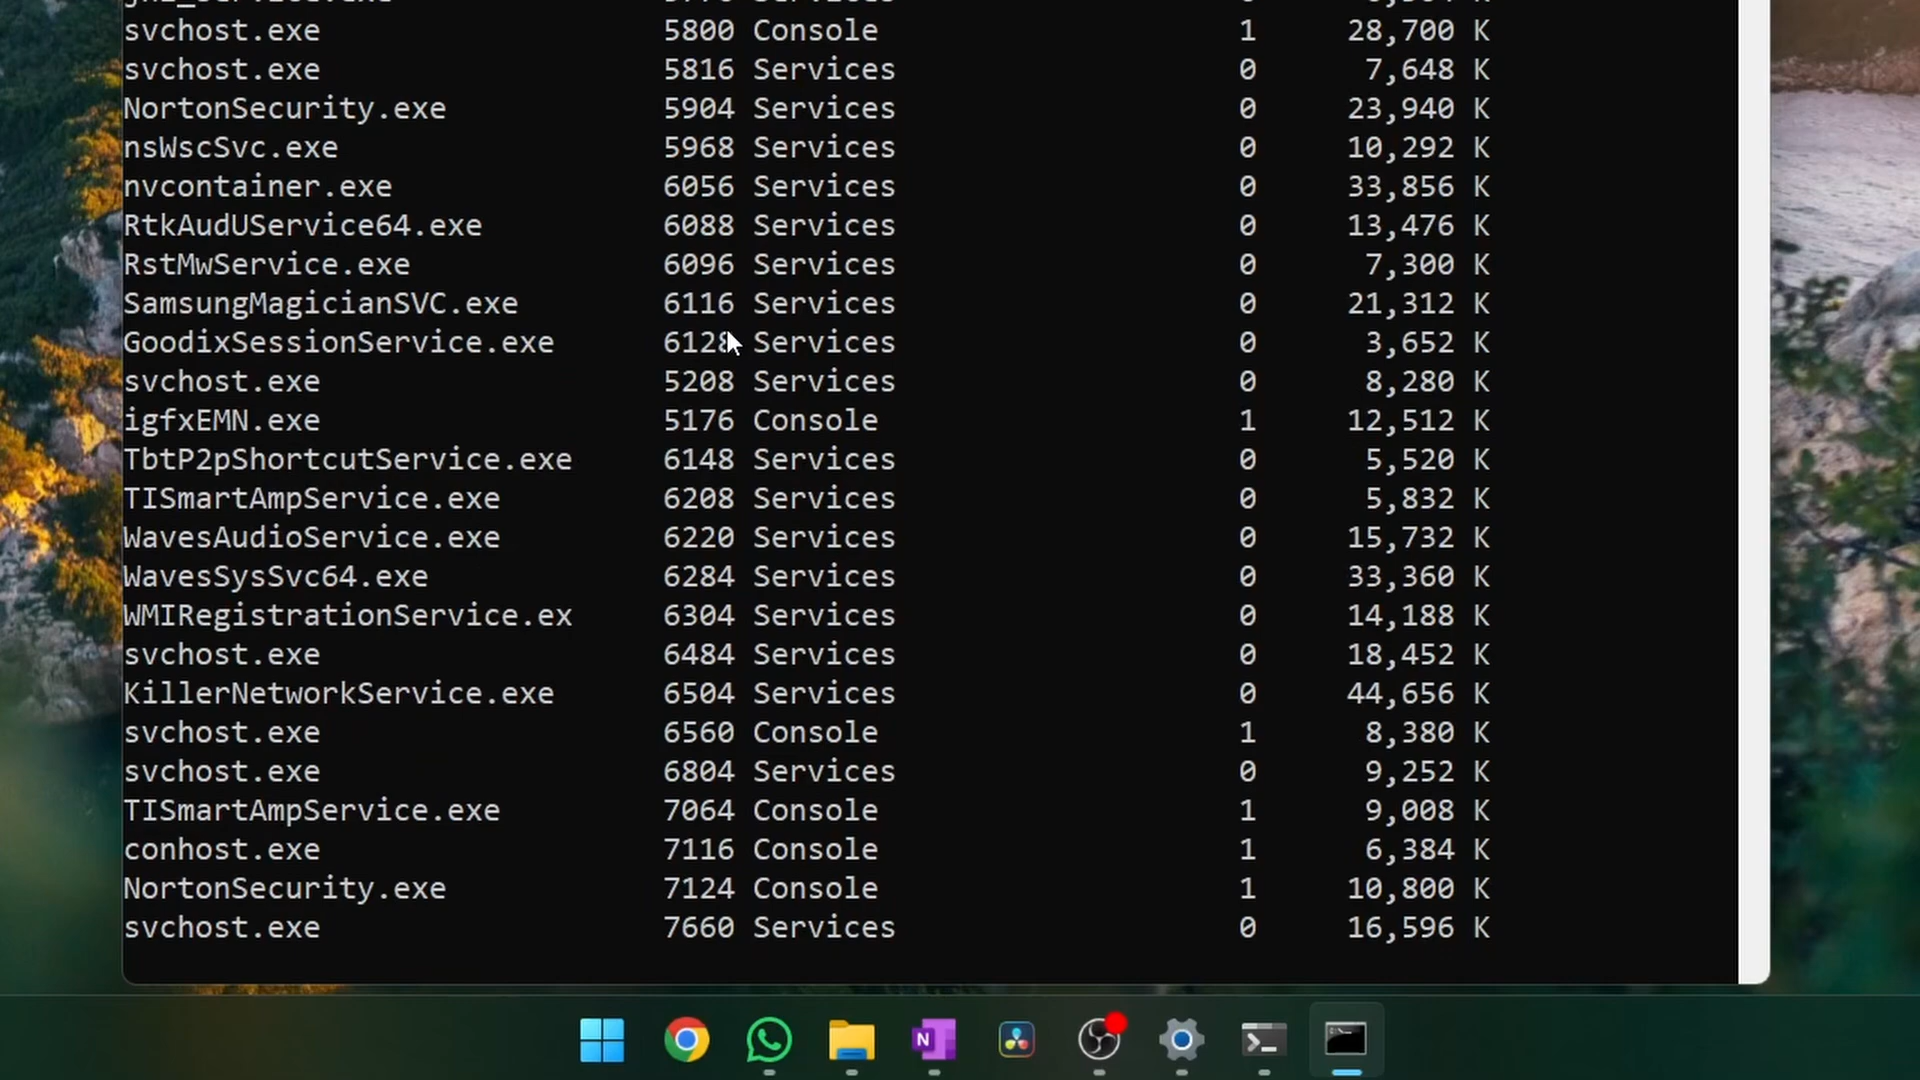 svchost.exe 5800 Console 1 28,700 K
svchost.exe 5816 Services 0 7,648 K
NortonSecurity.exe 5904 Services 0 23,940 K
nsWscSvc.exe 5968 Services 0 10,292 K
nvcontainer.exe 6056 Services 0 33,856 K
RtkAudUService64.exe 6088 Services 0 13,476 K
RstMwService.exe 6096 Services 0 7,300 K
SamsungMagicianSVC.exe 6116 Services 0 21,312 K
GoodixSessionService.exe 6128 Services 0 3,652 K
svchost.exe 5208 Services 0 8,280 K
igfxEMN.exe 5176 Console 1 12,512 K
TbtP2pShortcutService.exe 6148 Services 0 5,520 K
TISmartAmpService.exe 6208 Services 0 5,832 K
WavesAudioService.exe 6220 Services 0 15,732 K
WavesSysSvc64.exe 6284 Services 0 33,360 K
WMIRegistrationService.ex 6304 Services 0 14,188 K
svchost.exe 6484 Services 0 18,452 K
KillerNetworkService.exe 6504 Services 0 44,656 K
svchost.exe 6560 Console 1 8,380 K
svchost.exe 6804 Services 0 9,252 K
TISmartAmpService.exe 7064 Console 1 9,008 K
conhost.exe 7116 Console 1 6,384 K
NortonSecurity.exe 7124 Console 1 10,800 K
svchost.exe 7660 Services 0 16,596 K
N